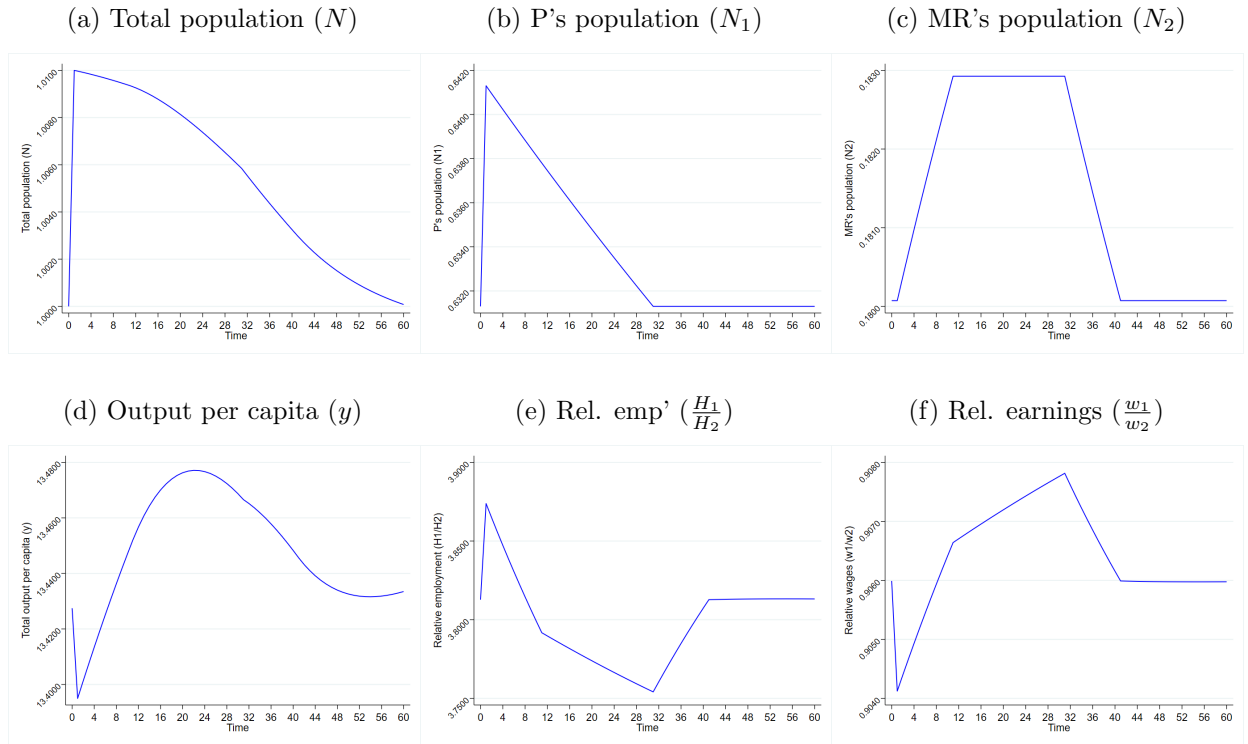 (a) Total population (N)
(b) P's population (N₁)
(c) MR's population (N₂)
Total population (N)
1.0100
1.0080
1.0060
1.0040
1.0020
1.0000
0 4 8 12 16 20 24 28 32 36 40 44 48 52 56 60
Time
P's population (N1)
0.6420
0.6400
0.6380
0.6360
0.6340
0.6320
0 4 8 12 16 20 24 28 32 36 40 44 48 52 56 60
Time
MR's population (N2)
0.1830
0.1820
0.1810
0.1800
0 4 8 12 16 20 24 28 32 36 40 44 48 52 56 60
Time
(d) Output per capita (y)
(e) Rel. emp' (H₁/H₂)
(f) Rel. earnings (w₁/w₂)
Total output per capita (y)
13.4800
13.4600
13.4400
13.4200
13.4000
0 4 8 12 16 20 24 28 32 36 40 44 48 52 56 60
Time
Relative employment (H1/H2)
3.9000
3.8500
3.8000
3.7500
0 4 8 12 16 20 24 28 32 36 40 44 48 52 56 60
Time
Relative wages (w1/w2)
0.9080
0.9070
0.9060
0.9050
0.9040
0 4 8 12 16 20 24 28 32 36 40 44 48 52 56 60
Time